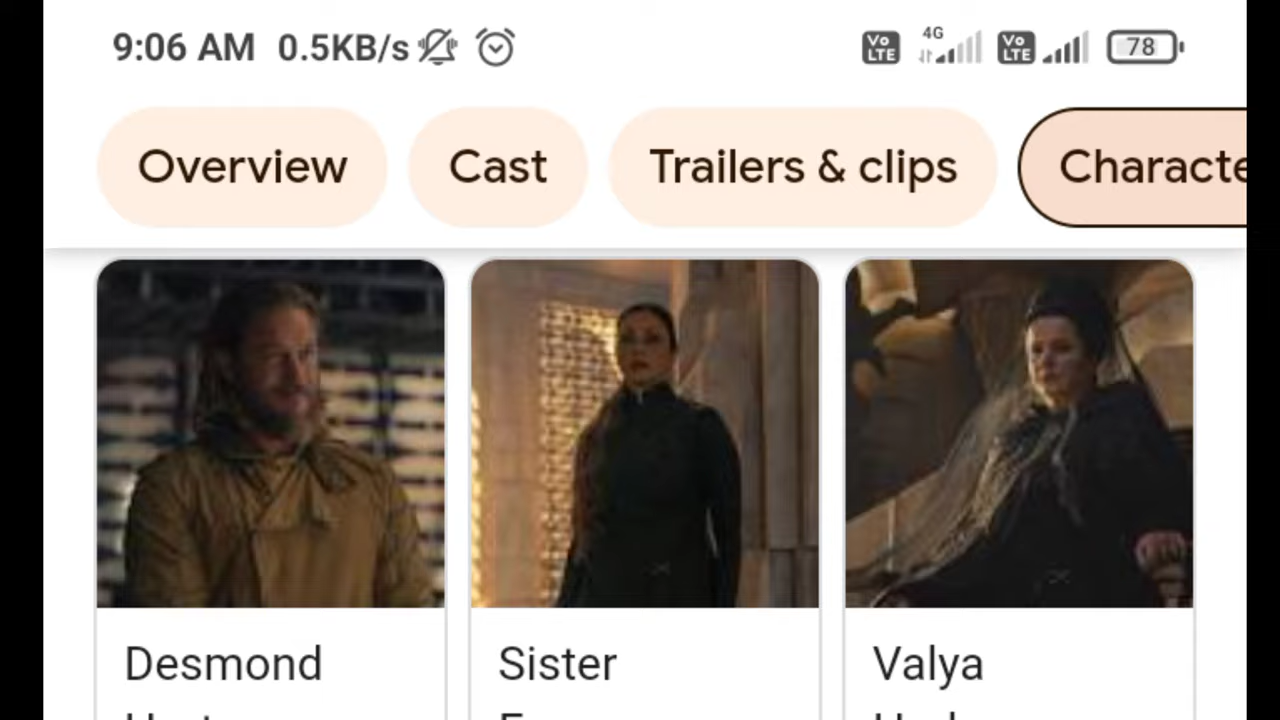 9:06 AM 0.5KB/s Vo LTE 4G Vo LTE 78
Overview Cast Trailers & clips Characte
Desmond Sister Valya